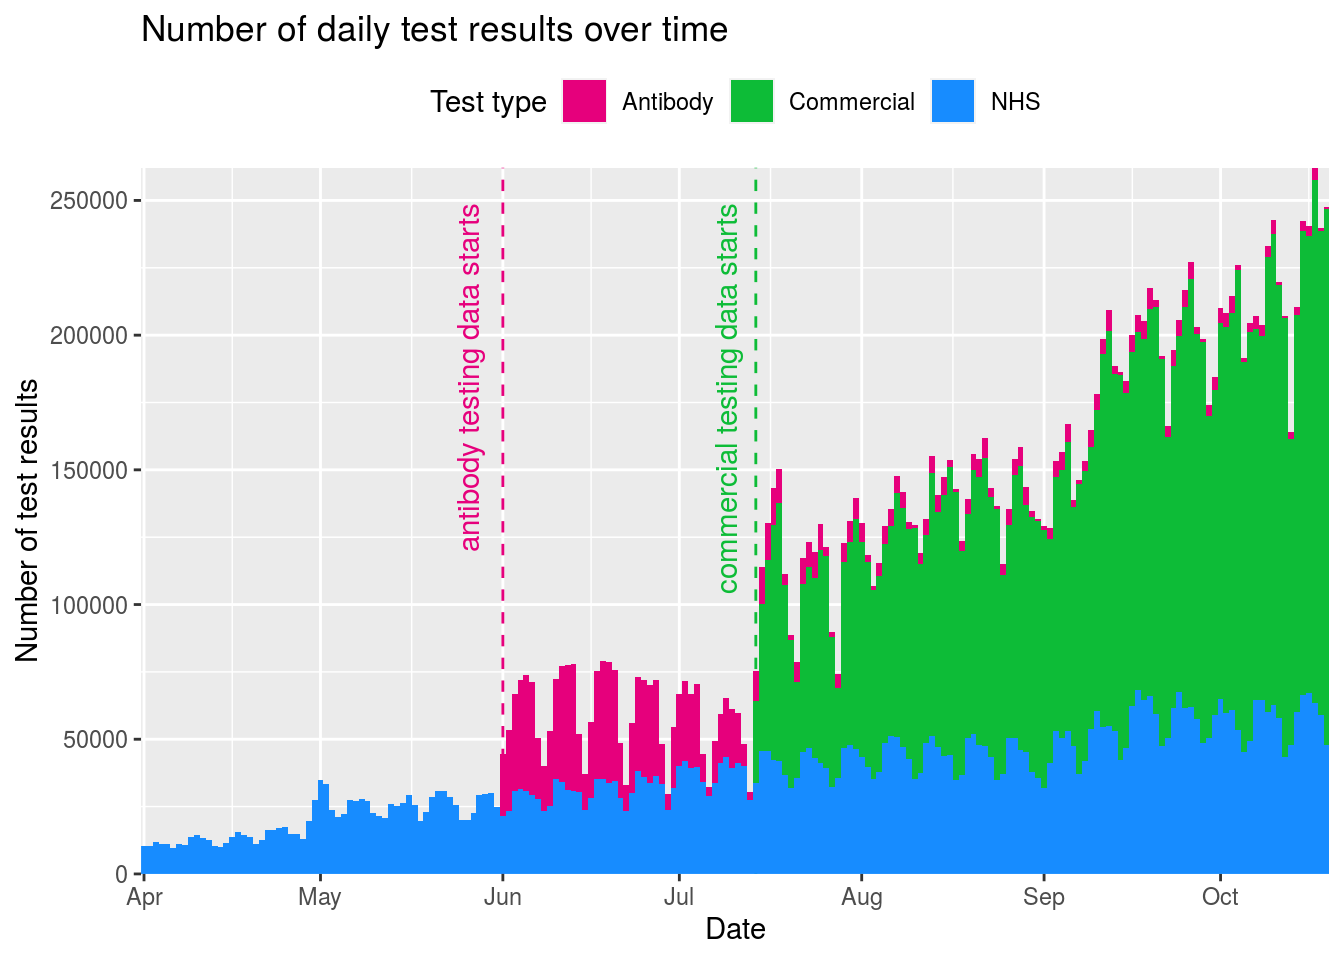 Number of daily test results over time
Test type Antibody Commercial NHS
250000
200000
150000
100000
50000
0
Number of test results
antibody testing data starts
commercial testing data starts
Apr May Jun Jul Aug Sep Oct
Date